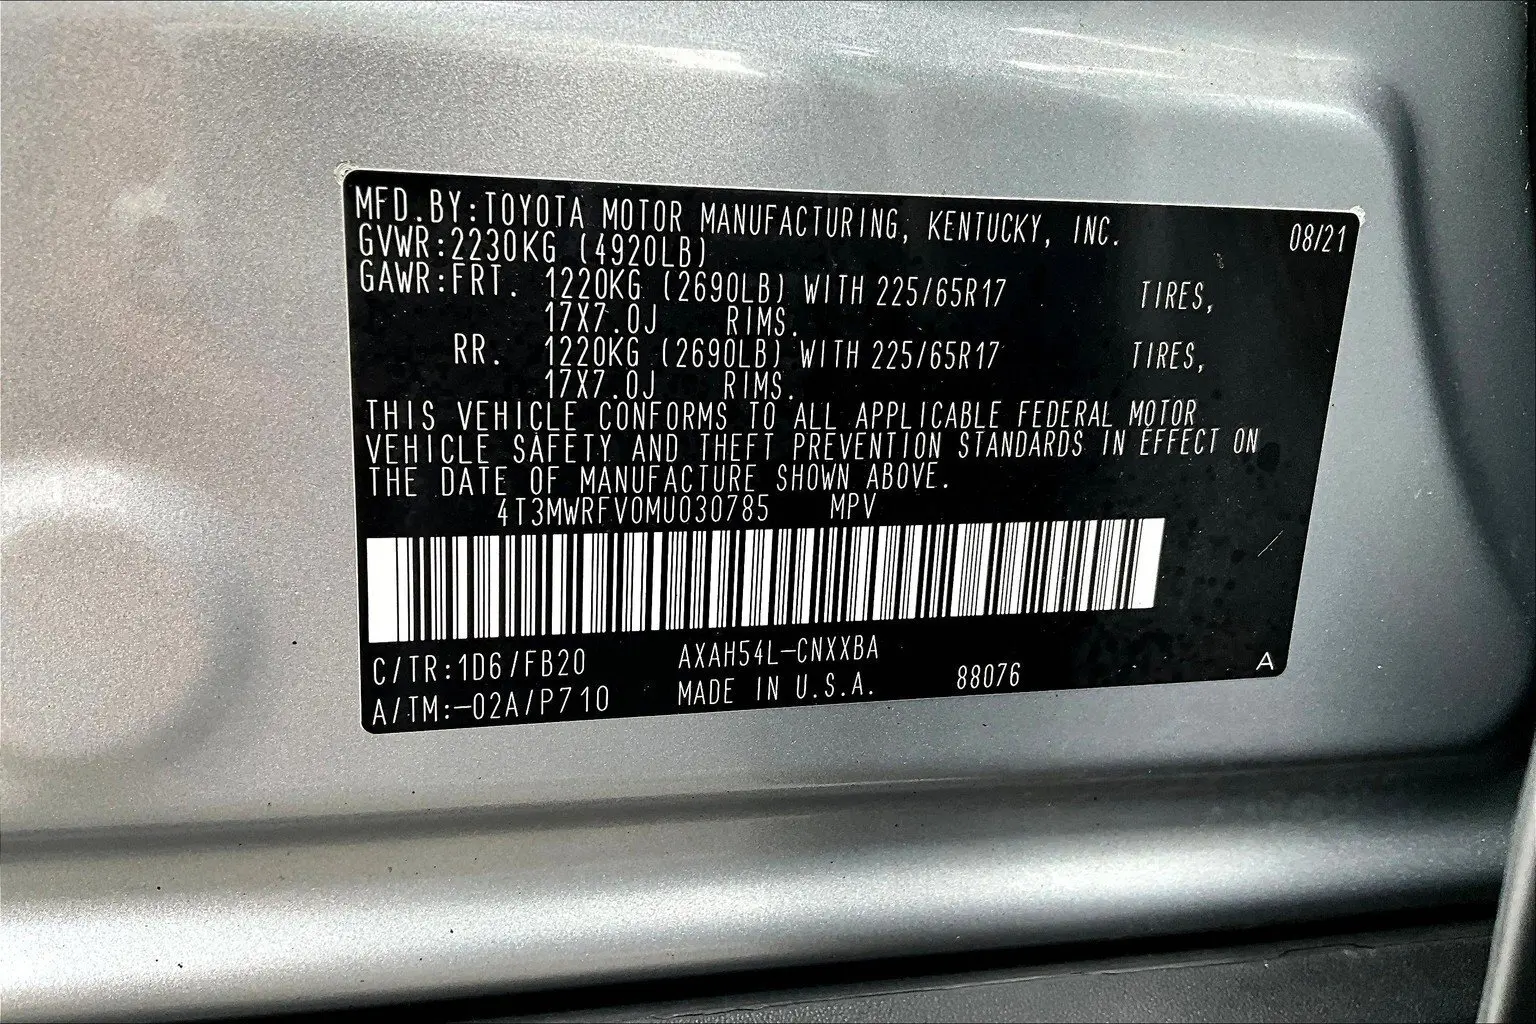 MFD.BY:TOYOTA MOTOR MANUFACTURING, KENTUCKY, INC. 08/21
GVWR:2230KG (4920LB)
GAWR:FRT. 1220KG (2690LB) WITH 225/65R17 TIRES,
17X7.0J RIMS.
RR. 1220KG (2690LB) WITH 225/65R17 TIRES,
17X7.0J RIMS.
THIS VEHICLE CONFORMS TO ALL APPLICABLE FEDERAL MOTOR
VEHICLE SAFETY AND THEFT PREVENTION STANDARDS IN EFFECT ON
THE DATE OF MANUFACTURE SHOWN ABOVE.
4T3MWRFV0MU030785 MPV
C/TR:1D6/FB20 AXAH54L-CNXXBA
A/TM:-02A/P710 MADE IN U.S.A. 88076 A